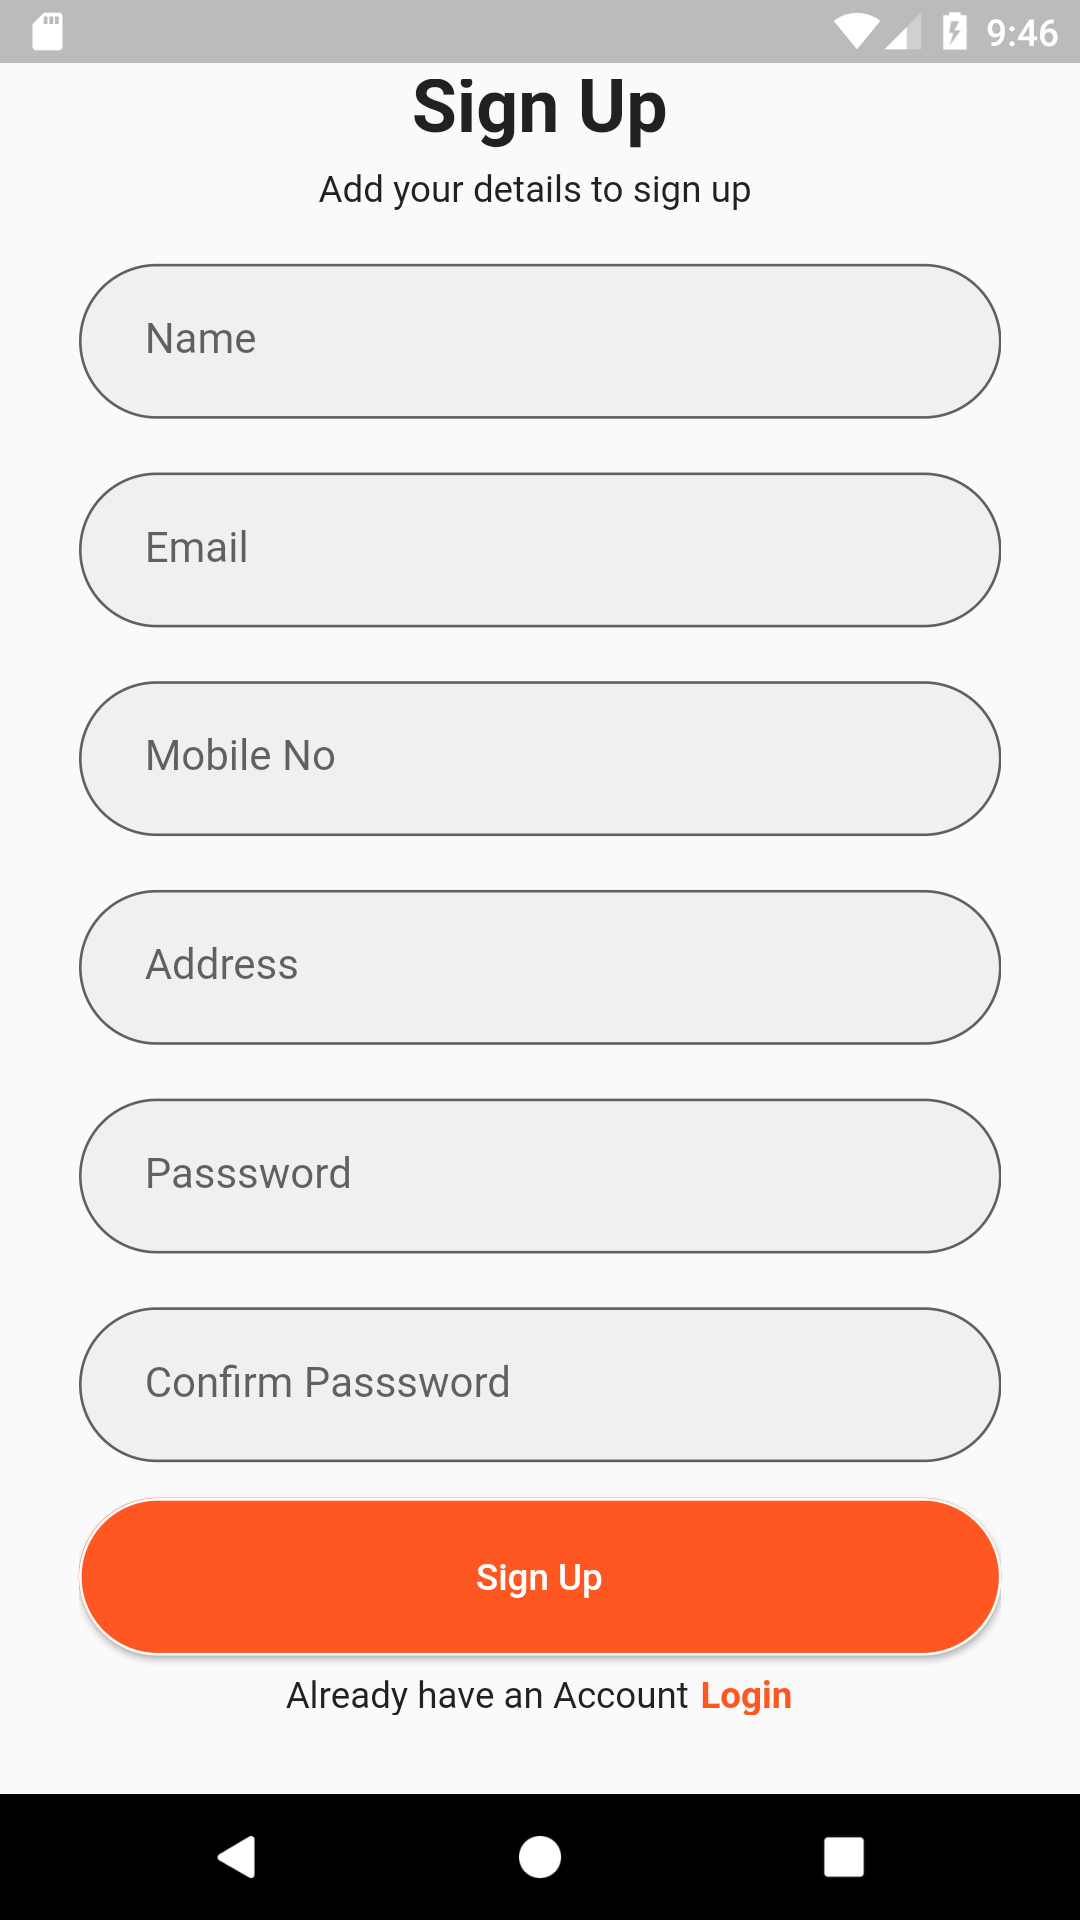 9:46
Sign Up
Add your details to sign up
Name
Email
Mobile No
Address
Passsword
Confirm Passsword
Sign Up
Already have an Account Login